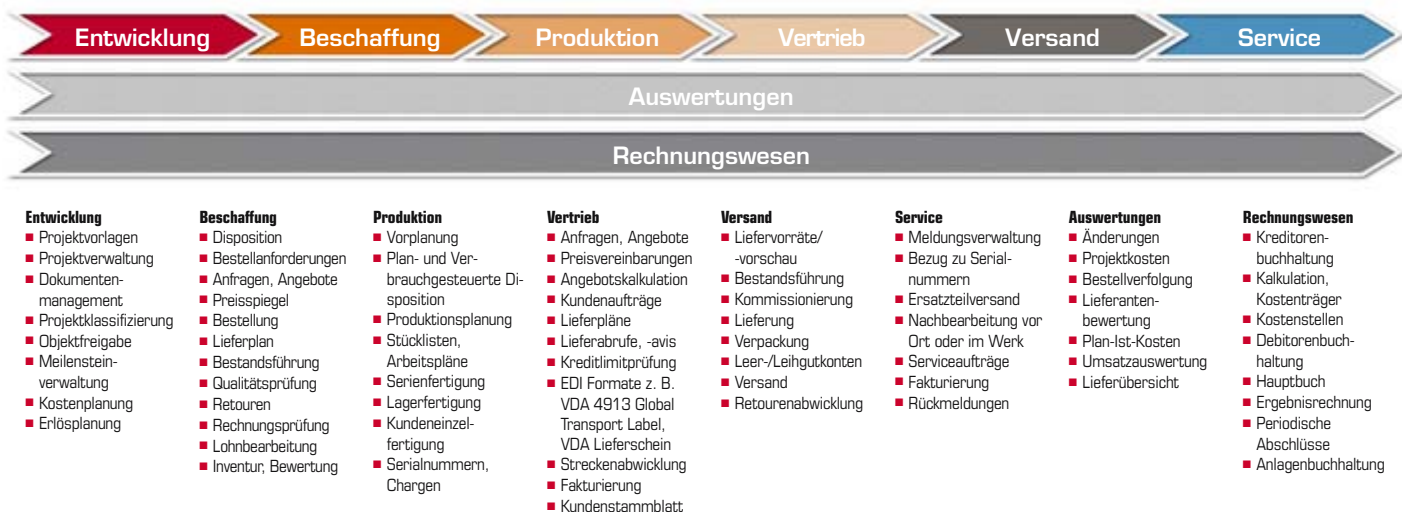 Entwicklung
Beschaffung
Produktion
Vertrieb
Versand
Service
Auswertungen
Rechnungswesen
Entwicklung
Projektvorlagen
Projektverwaltung
Dokumenten-
management
Projektklassifizierung
Objektfreigabe
Meilenstein-
verwaltung
Kostenplanung
Erlösplanung
Beschaffung
Disposition
Bestellanforderungen
Anfragen, Angebote
Preisspiegel
Bestellung
Lieferplan
Bestandsführung
Qualitätsprüfung
Retouren
Rechnungsprüfung
Lohnbearbeitung
Inventur, Bewertung
Produktion
Vorplanung
Plan- und Ver-
brauchgesteuerte Di-
sposition
Produktionsplanung
Stücklisten,
Arbeitspläne
Serienfertigung
Lagerfertigung
Kundeneinzel-
fertigung
Serialnummern,
Chargen
Vertrieb
Anfragen, Angebote
Preisvereinbarungen
Angebotskalkulation
Kundenaufträge
Lieferpläne
Lieferabrufe, -avis
Kreditlimitprüfung
EDI Formate z. B.
VDA 4913 Global
Transport Label,
VDA Lieferschein
Streckenabwicklung
Fakturierung
Kundenstammblatt
Versand
Liefervorräte/
-vorschau
Bestandsführung
Kommissionierung
Lieferung
Verpackung
Leer-/Leihgutkonten
Versand
Retourenabwicklung
Service
Meldungsverwaltung
Bezug zu Serial-
nummern
Ersatzteilversand
Nachbearbeitung vor
Ort oder im Werk
Serviceaufträge
Fakturierung
Rückmeldungen
Auswertungen
Änderungen
Projektkosten
Bestellverfolgung
Lieferanten-
bewertung
Plan-Ist-Kosten
Umsatzauswertung
Lieferübersicht
Rechnungswesen
Kreditoren-
buchhaltung
Kalkulation,
Kostenträger
Kostenstellen
Debitorenbuch-
haltung
Hauptbuch
Ergebnisrechnung
Periodische
Abschlüsse
Anlagenbuchhaltung